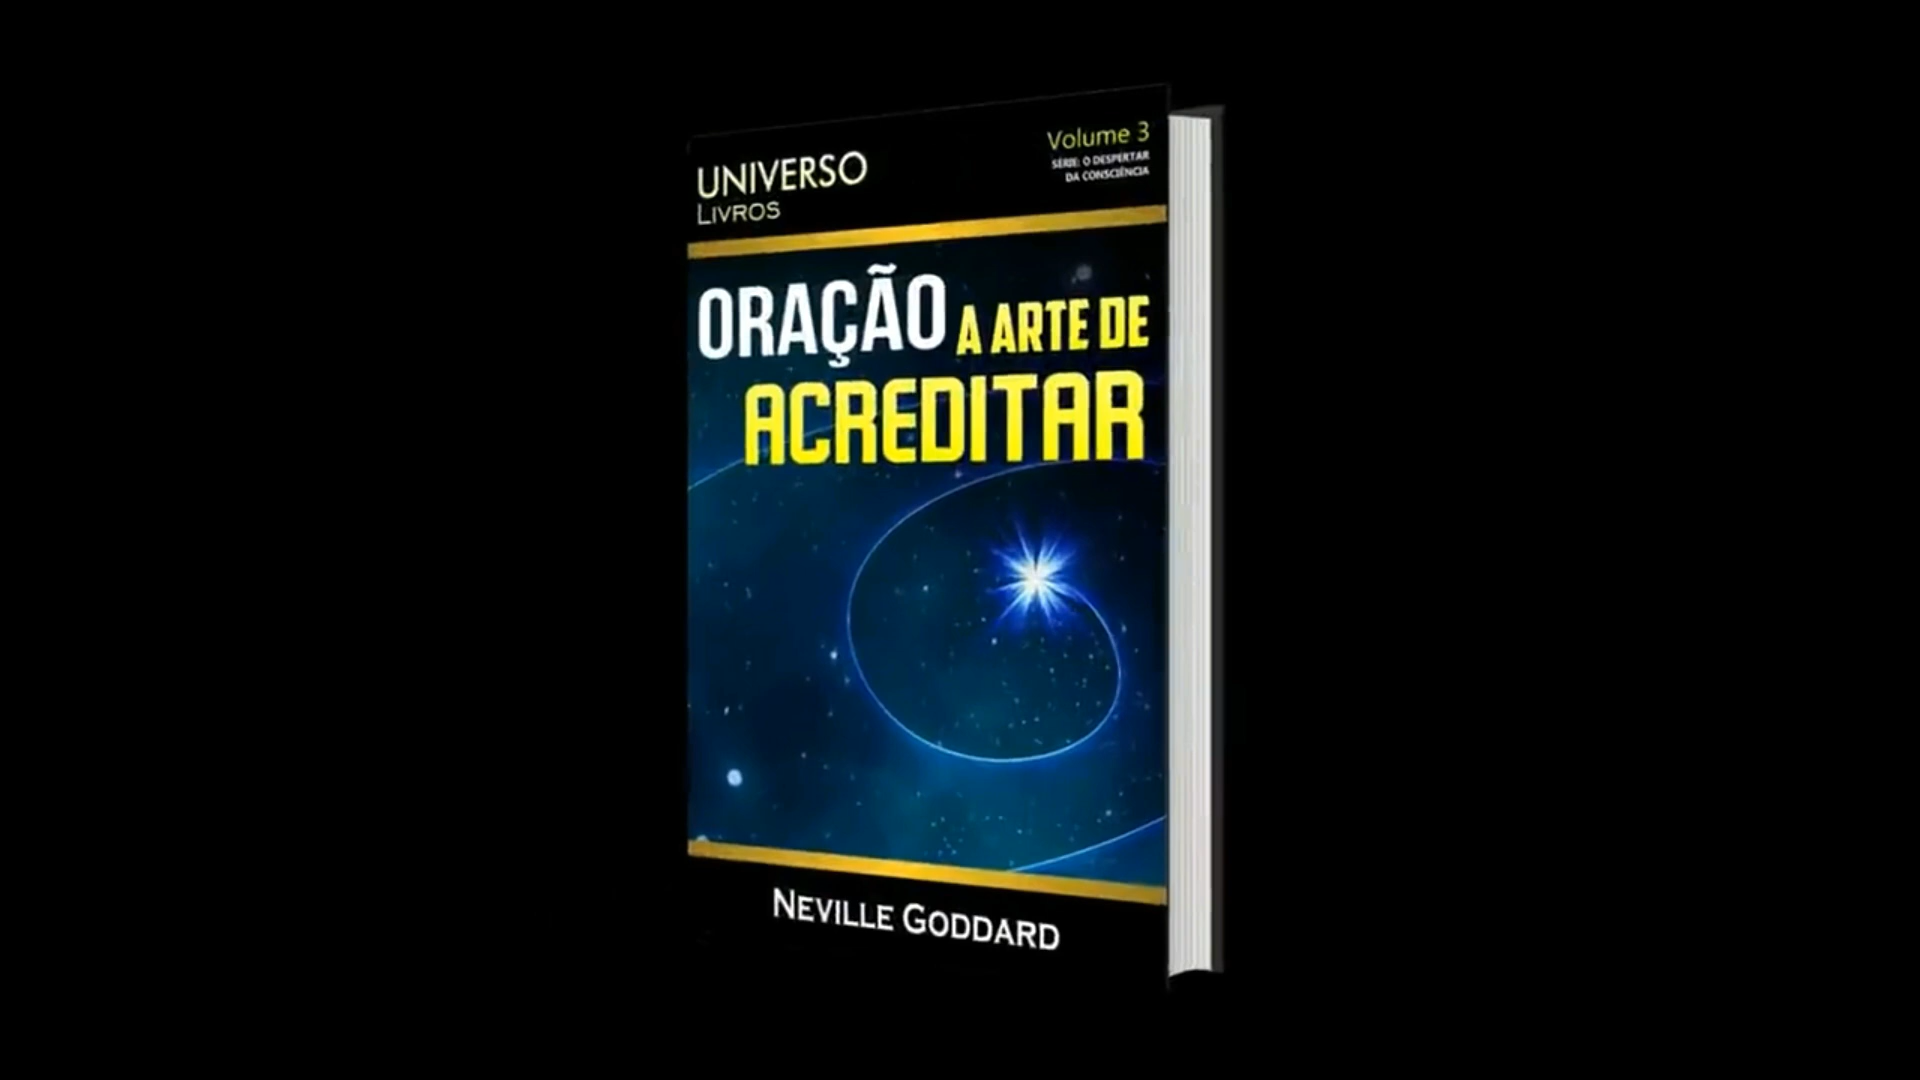 UNIVERSO
LIVROS
Volume 3
SÉRIE: O DESPERTAR
DA CONSCIÊNCIA
ORAÇÃO A ARTE DE
ACREDITAR
NEVILLE GODDARD